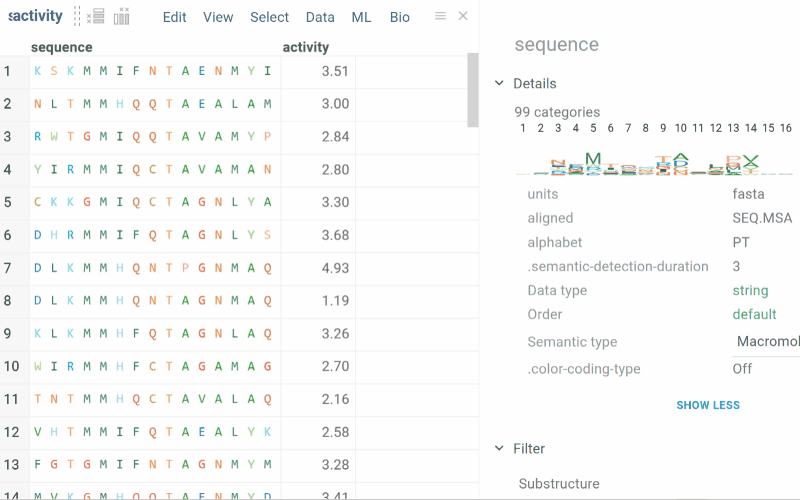 sactivity Edit View Select Data ML Bio
sequence activity
1 K S K M M I F N T A E N M Y I 3.51
2 N L T M M H Q Q T A E A L A M 3.00
3 R W T G M I Q Q T A V A M Y P 2.84
4 Y I R M M I Q C T A V A M A N 2.80
5 C K K G M I Q C T A G N L Y A 3.30
6 D H R M M I F Q T A G N L Y S 3.68
7 D L K M M H Q N T P G N M A Q 4.93
8 D L K M M H Q N T A G N M A Q 1.19
9 K L K M M H F Q T A G N L A Q 3.26
10 W I R M M H F C T A G A M A G 2.70
11 T N T M M H Q C T A V A L A Q 2.16
12 V H T M M I F Q T A E A L Y K 2.58
13 F G T G M I F N T A G N M Y M 3.28
14 M V K G M H Q Q T A E N M Y D 3.41
sequence
Details
99 categories
1 2 3 4 5 6 7 8 9 10 11 12 13 14 15 16
units fasta
aligned SEQ.MSA
alphabet PT
.semantic-detection-duration 3
Data type string
Order default
Semantic type Macromol
.color-coding-type Off
SHOW LESS
Filter
Substructure